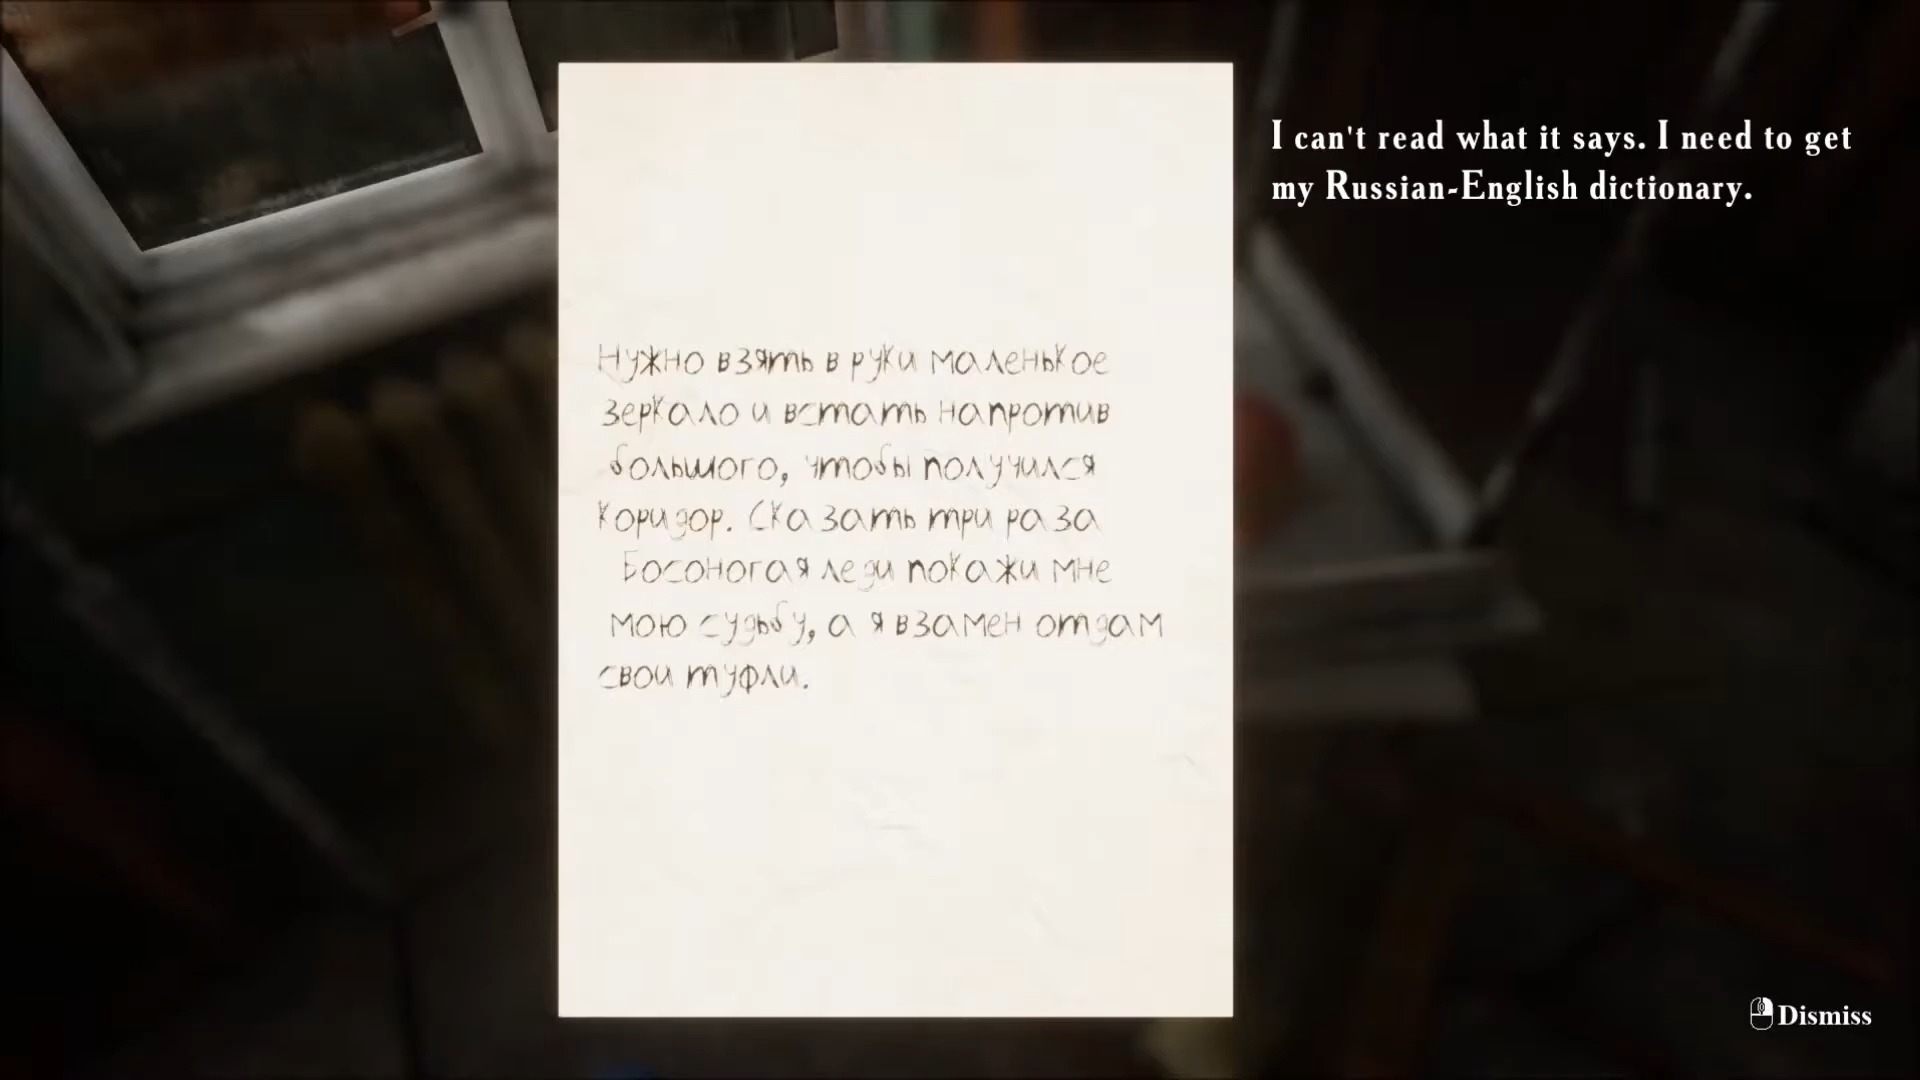 I can't read what it says. I need to get
my Russian-English dictionary.
Нужно взять в руки маленькое
зеркало и встать напротив
большого, чтобы получился
коридор. Сказать три раза
Босоногая леди покажи мне
мою судьбу, а я взамен отдам
свои туфли.
Dismiss